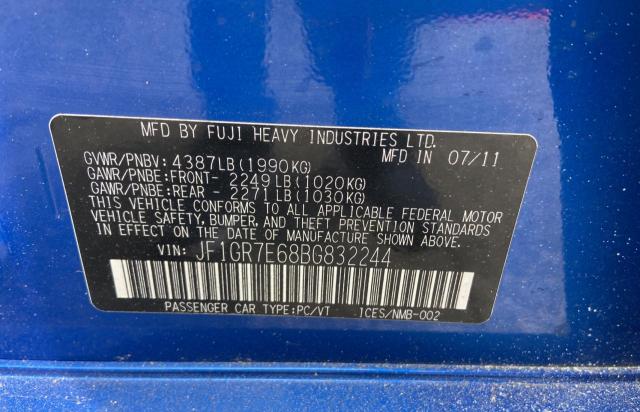 MFD BY FUJI HEAVY INDUSTRIES LTD.
GVWR/PNBV: 4387LB(1990KG) MFD IN 07/11
GAWR/PNBE:FRONT- 2249LB(1020KG)
GAWR/PNBE:REAR - 2271LB(1030KG)
THIS VEHICLE CONFORMS TO ALL APPLICABLE FEDERAL MOTOR
VEHICLE SAFETY,BUMPER,AND THEFT PREVENTION STANDARDS
IN EFFECT ON THE DATE OF MANUFACTURE SHOWN ABOVE.
VIN: JF1GR7E68BG832244
PASSENGER CAR TYPE:PC/VT ICES/NMB-002